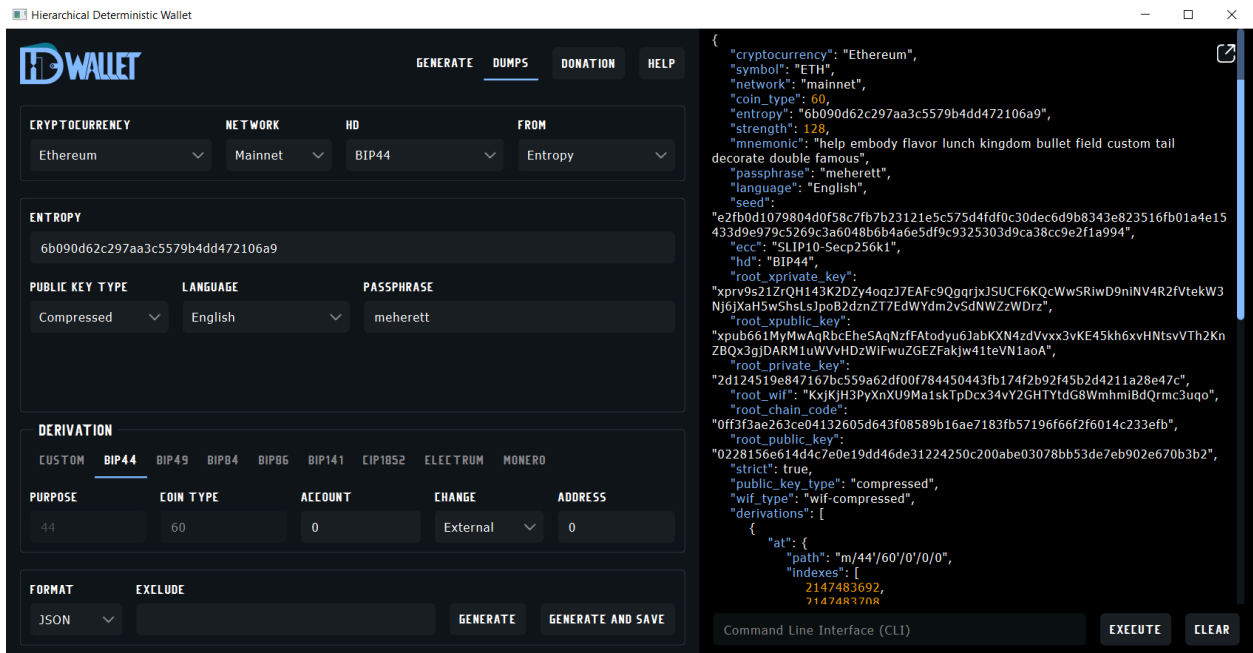 Hierarchical Deterministic Wallet
HD WALLET
GENERATE DUMPS DONATION HELP
CRYPTOCURRENCY NETWORK HD FROM
Ethereum Mainnet BIP44 Entropy
ENTROPY
6b090d62c297aa3c5579b4dd472106a9
PUBLIC KEY TYPE LANGUAGE PASSPHRASE
Compressed English meherett
DERIVATION
CUSTOM BIP44 BIP49 BIP84 BIP86 BIP141 CIP1852 ELECTRUM MONERO
PURPOSE COIN TYPE ACCOUNT CHANGE ADDRESS
44 60 0 External 0
FORMAT EXCLUDE
JSON GENERATE GENERATE AND SAVE
{
"cryptocurrency": "Ethereum",
"symbol": "ETH",
"network": "mainnet",
"coin_type": 60,
"entropy": "6b090d62c297aa3c5579b4dd472106a9",
"strength": 128,
"mnemonic": "help embody flavor lunch kingdom bullet field custom tail
decorate double famous",
"passphrase": "meherett",
"language": "English",
"seed":
"e2fb0d1079804d0f58c7fb7b23121e5c575d4fdf0c30dec6d9b8343e823516fb01a4e15
433d9e979c5269c3a6048b6b4a6e5df9c9325303d9ca38cc9e2f1a994",
"ecc": "SLIP10-Secp256k1",
"hd": "BIP44",
"root_xprivate_key":
"xprv9s21ZrQH143K2DZy4oqzJ7EAFc9QgqrjxJSUCF6KQcWwSRiwD9niNV4R2fVtekW3
Nj6jXaH5wShsLsJpoB2dznZT7EdWYdm2vSdNWZzWDrz",
"root_xpublic_key":
"xpub661MyMwAqRbcEheSAqNzfFAtodyu6JabKXN4zdVvxx3vKE45kh6xvHNtsvVTh2Kn
ZBQx3gjDARM1uWVvHDzWiFwuZGEZFakjw41teVN1aoA",
"root_private_key":
"2d124519e847167bc559a62df00f784450443fb174f2b92f45b2d4211a28e47c",
"root_wif": "KxjKjH3PyXnXU9Ma1skTpDcx34vY2GHTYtdG8WmhmiBdQrmc3uqo",
"root_chain_code":
"0ff3f3ae263ce04132605d643f08589b16ae7183fb57196f66f2f6014c233efb",
"root_public_key":
"0228156e614d4c7e0e19dd46de31224250c200abe03078bb53de7eb902e670b3b2",
"strict": true,
"public_key_type": "compressed",
"wif_type": "wif-compressed",
"derivations": [
{
"at": {
"path": "m/44'/60'/0'/0/0",
"indexes": [
2147483692,
2147483708
Command Line Interface (CLI) EXECUTE CLEAR